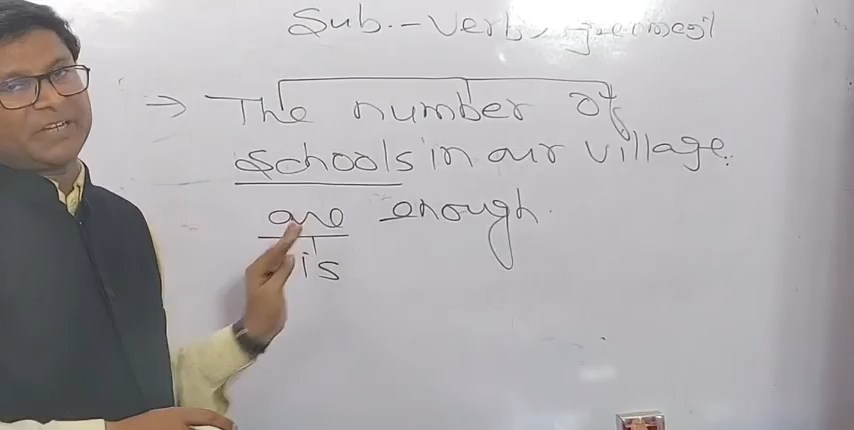 Sub.-Verb
→ The number of
schools in our village
are enough.
is